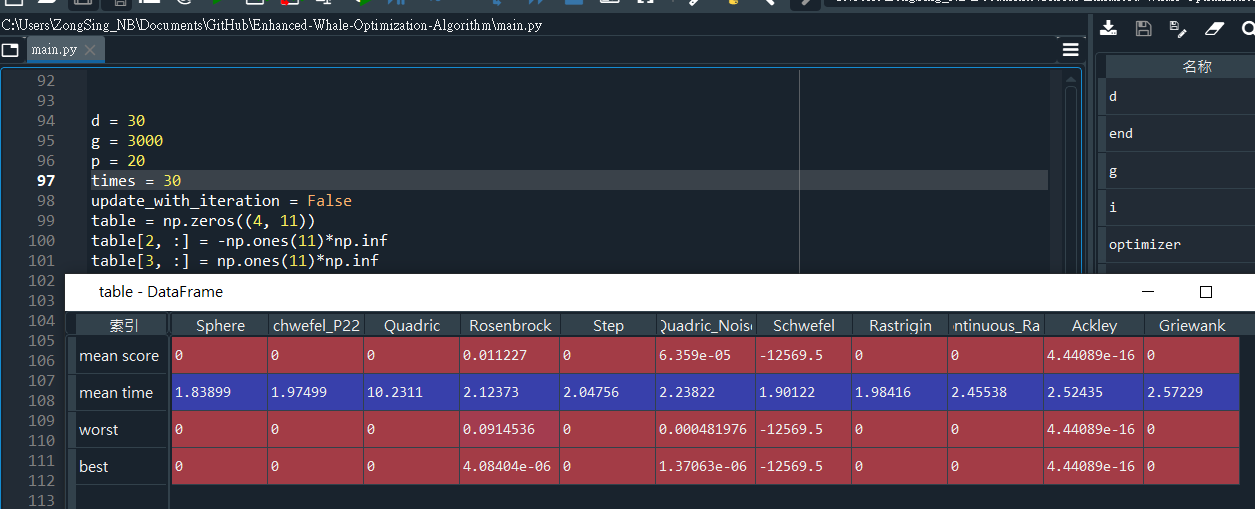 C:\Users\ZongSing_NB\Documents\GitHub\Enhanced-Whale-Optimization-Algorithm\main.py
main.py
名称
92
93
94 d = 30
95 g = 3000
96 p = 20
97 times = 30
98 update_with_iteration = False
99 table = np.zeros((4, 11))
100 table[2, :] = -np.ones(11)*np.inf
101 table[3, :] = np.ones(11)*np.inf
102
103
104
105
106
107
108
109
110
111
112
113
d
end
g
i
optimizer
table - DataFrame
索引 Sphere chwefel_P22 Quadric Rosenbrock Step Quadric_Noise Schwefel Rastrigin ntinuous_Ra Ackley Griewank
mean score 0 0 0 0.011227 0 6.359e-05 -12569.5 0 0 4.44089e-16 0
mean time 1.83899 1.97499 10.2311 2.12373 2.04756 2.23822 1.90122 1.98416 2.45538 2.52435 2.57229
worst 0 0 0 0.0914536 0 0.000481976 -12569.5 0 0 4.44089e-16 0
best 0 0 0 4.08404e-06 0 1.37063e-06 -12569.5 0 0 4.44089e-16 0